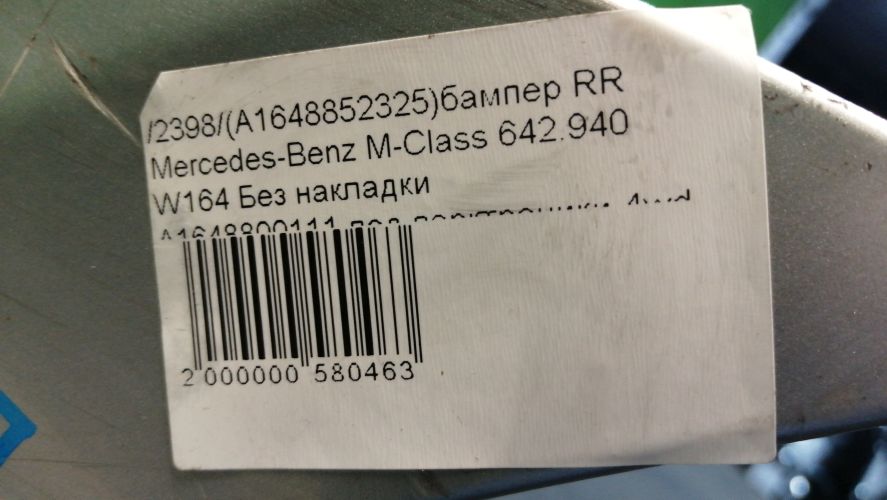 /2398/(A1648852325)бампер RR
Mercedes-Benz M-Class 642.940
W164 Без накладки
2 000000 580463